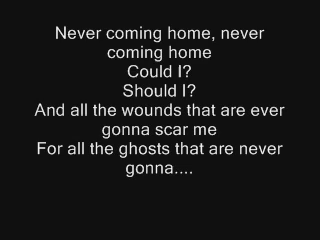 Never coming home, never
coming home
Could I?
Should I?
And all the wounds that are ever
gonna scar me
For all the ghosts that are never
gonna....